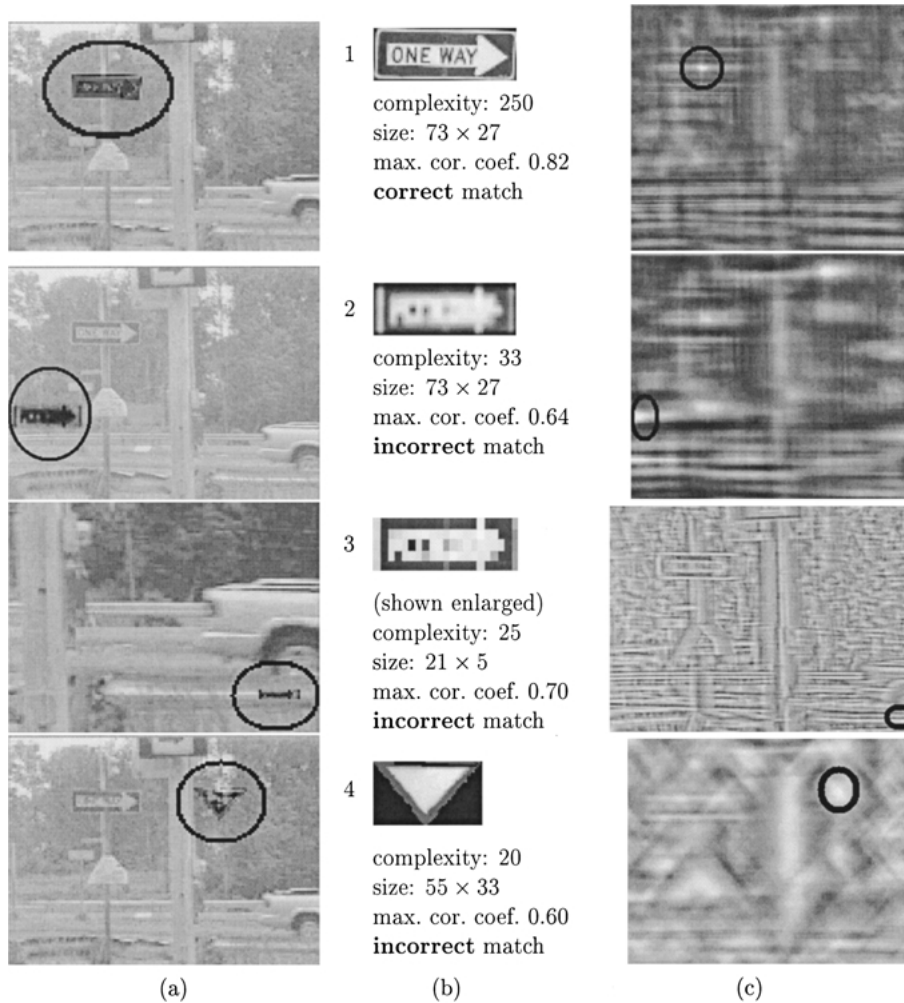 1
ONE WAY
complexity: 250
size: 73 × 27
max. cor. coef. 0.82
correct match
ONE WAY
2
complexity: 33
size: 73 × 27
max. cor. coef. 0.64
incorrect match
3
(shown enlarged)
complexity: 25
size: 21 × 5
max. cor. coef. 0.70
incorrect match
4
complexity: 20
size: 55 × 33
max. cor. coef. 0.60
incorrect match
(a) (b) (c)